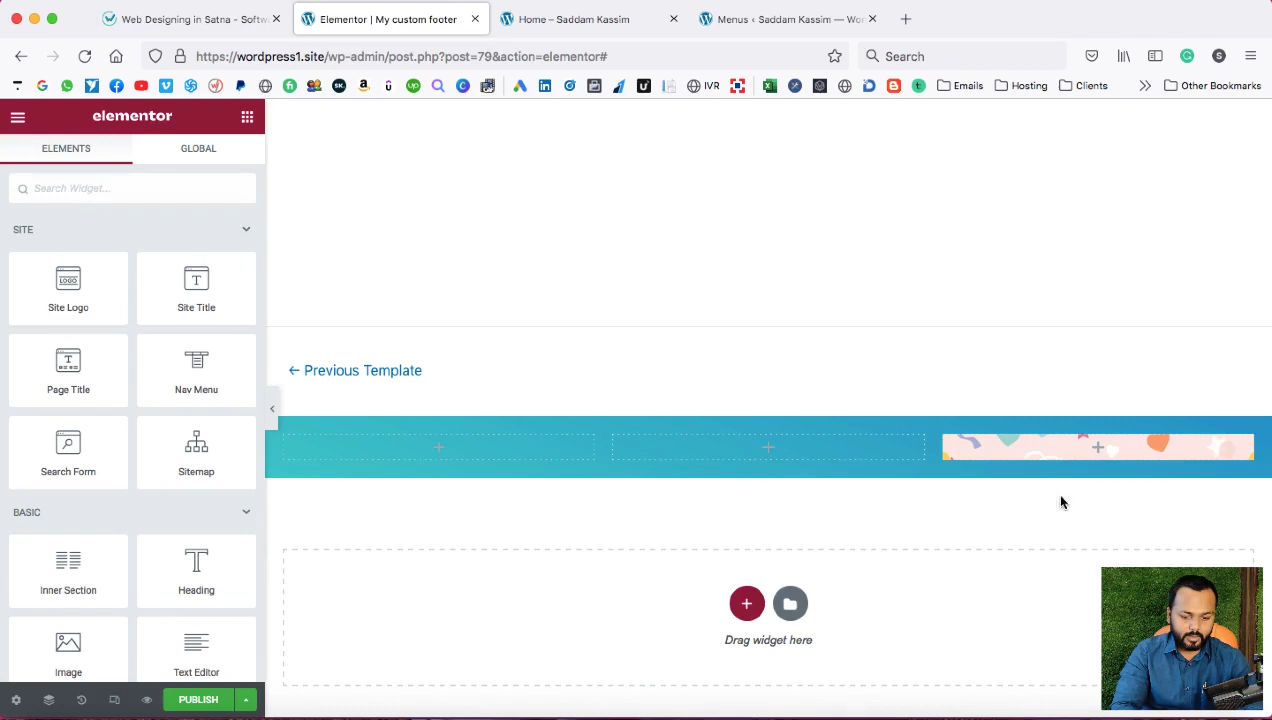 Web Designing in Satna - Softw
Elementor | My custom footer
Home – Saddam Kassim
Menus ‹ Saddam Kassim — Wor
https://wordpress1.site/wp-admin/post.php?post=79&action=elementor#
Search
IVR
Emails
Hosting
Clients
Other Bookmarks
elementor
ELEMENTS
GLOBAL
Search Widget...
SITE
Site Logo
Site Title
Page Title
Nav Menu
Search Form
Sitemap
BASIC
Inner Section
Heading
Image
Text Editor
PUBLISH
← Previous Template
Drag widget here